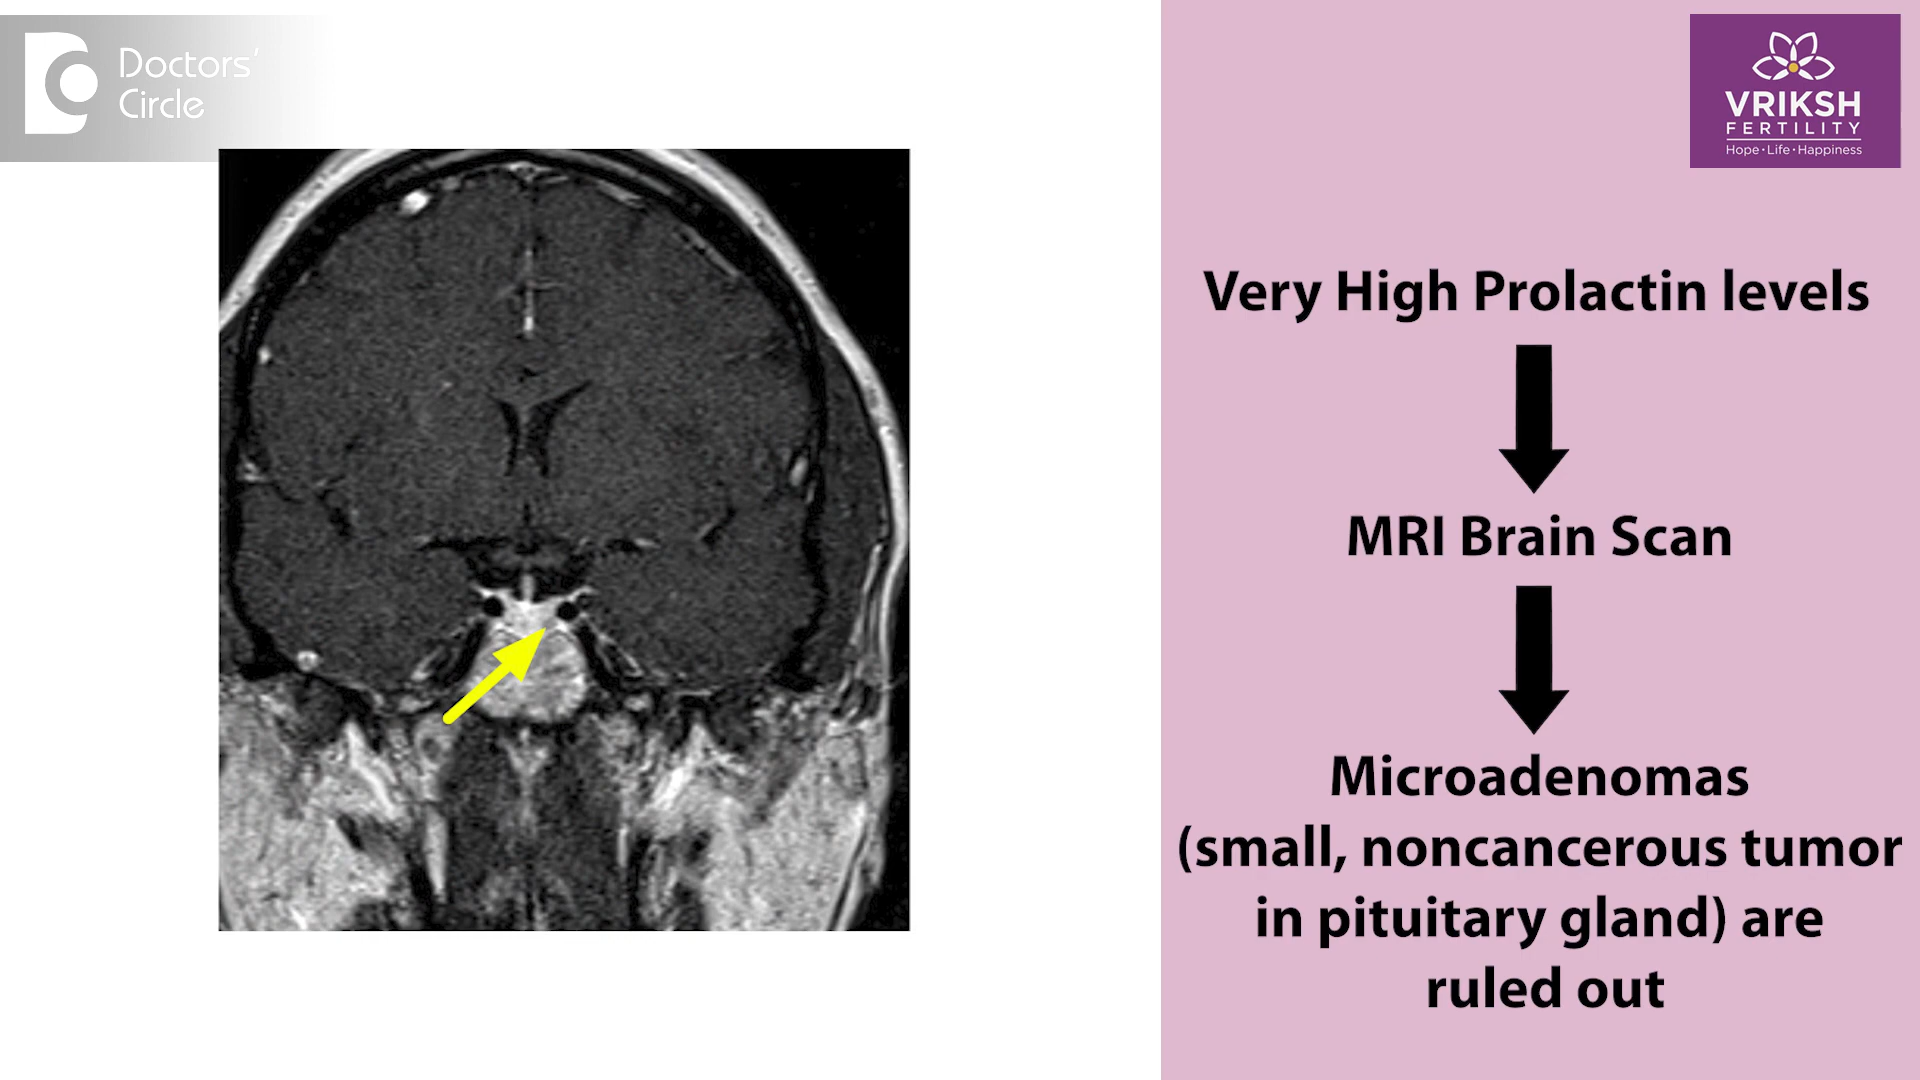 Doctors'
Circle
VRIKSH
FERTILITY
Hope·Life·Happiness
Very High Prolactin levels
MRI Brain Scan
Microadenomas
(small, noncancerous tumor
in pituitary gland) are
ruled out